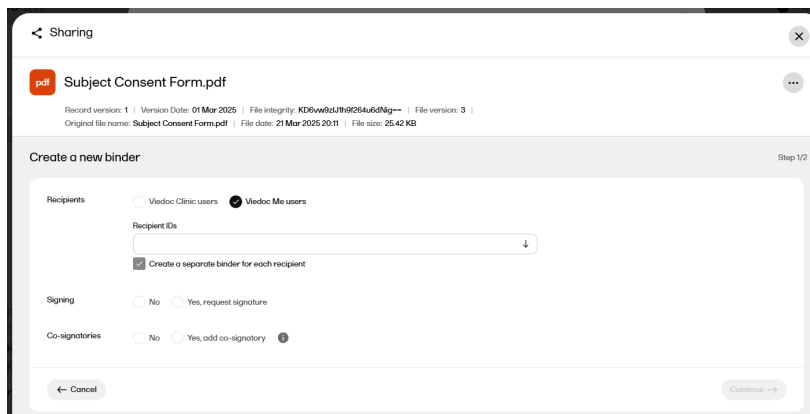 Sharing
pdf
Subject Consent Form.pdf
Record version: 1 | Version Date: 01 Mar 2025 | File integrity: KD6vw9zIJ1h9f264u6dNig== | File version: 3 |
Original file name: Subject Consent Form.pdf | File date: 21 Mar 2025 20:11 | File size: 25.42 KB
Create a new binder
Step 1/2
Recipients
Viedoc Clinic users
Viedoc Me users
Recipient IDs
Create a separate binder for each recipient
Signing
No
Yes, request signature
Co-signatories
No
Yes, add co-signatory
← Cancel
Continue →